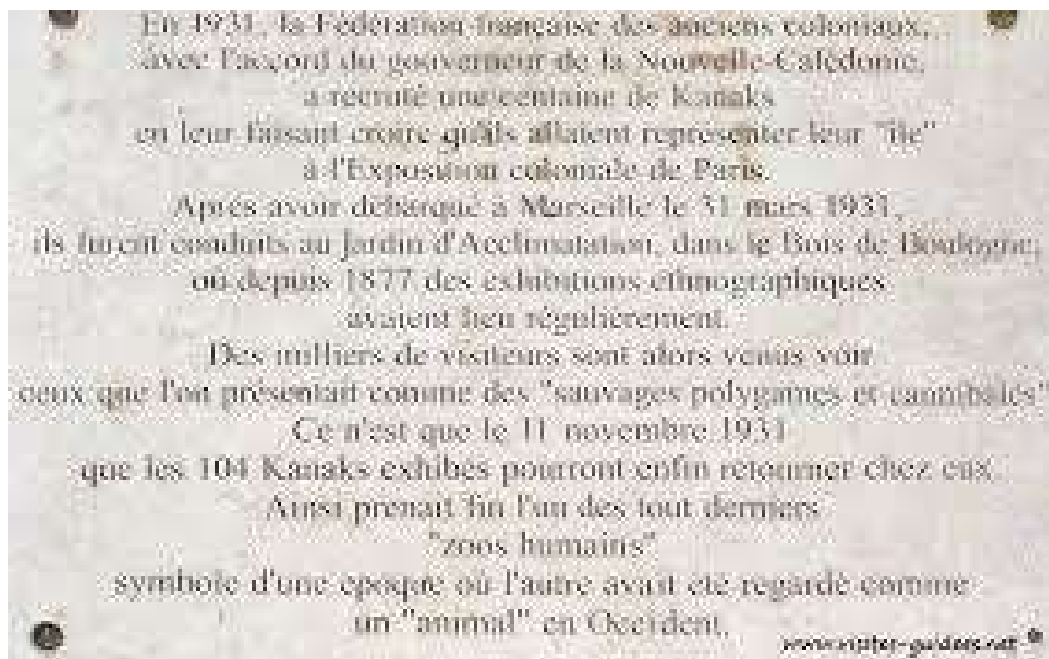 En 1931, la Fédération française des anciens coloniaux,
avec l'accord du gouverneur de la Nouvelle-Calédonie,
a recruté une centaine de Kanaks
en leur faisant croire qu'ils allaient représenter leur "île"
à l'Exposition coloniale de Paris.
Après avoir débarqué à Marseille le 31 mars 1931,
ils furent conduits au Jardin d'Acclimatation, dans le Bois de Boulogne,
où depuis 1877 des exhibitions ethnographiques
avaient lieu régulièrement.
Des milliers de visiteurs sont alors venus voir
ceux que l'on présentait comme des "sauvages polygames et cannibales"
Ce n'est que le 11 novembre 1931
que les 104 Kanaks exhibés pourront enfin retourner chez eux.
Ainsi prenait fin l'un des tout derniers
"zoos humains"
symbole d'une époque où l'autre avait été regardé comme
un "animal" en Occident.